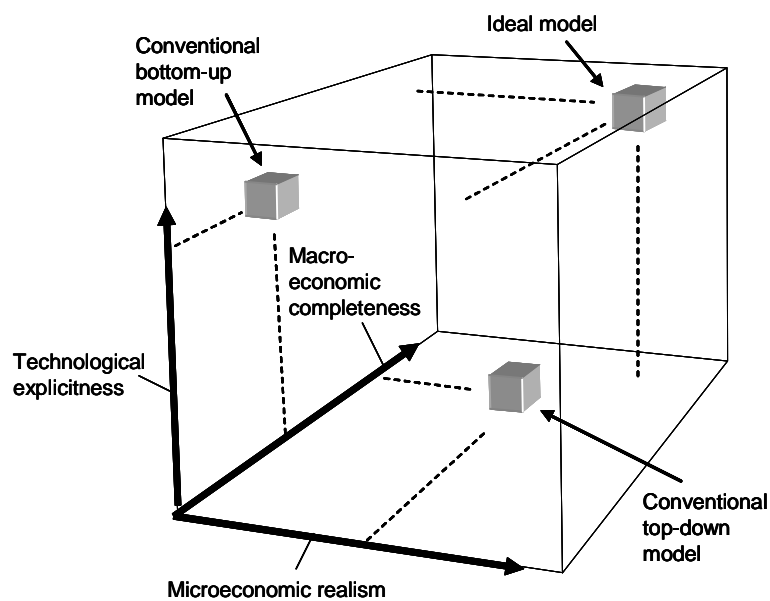 Ideal model
Conventional
bottom-up
model
Macro-
economic
completeness
Technological
explicitness
Conventional
top-down
model
Microeconomic realism